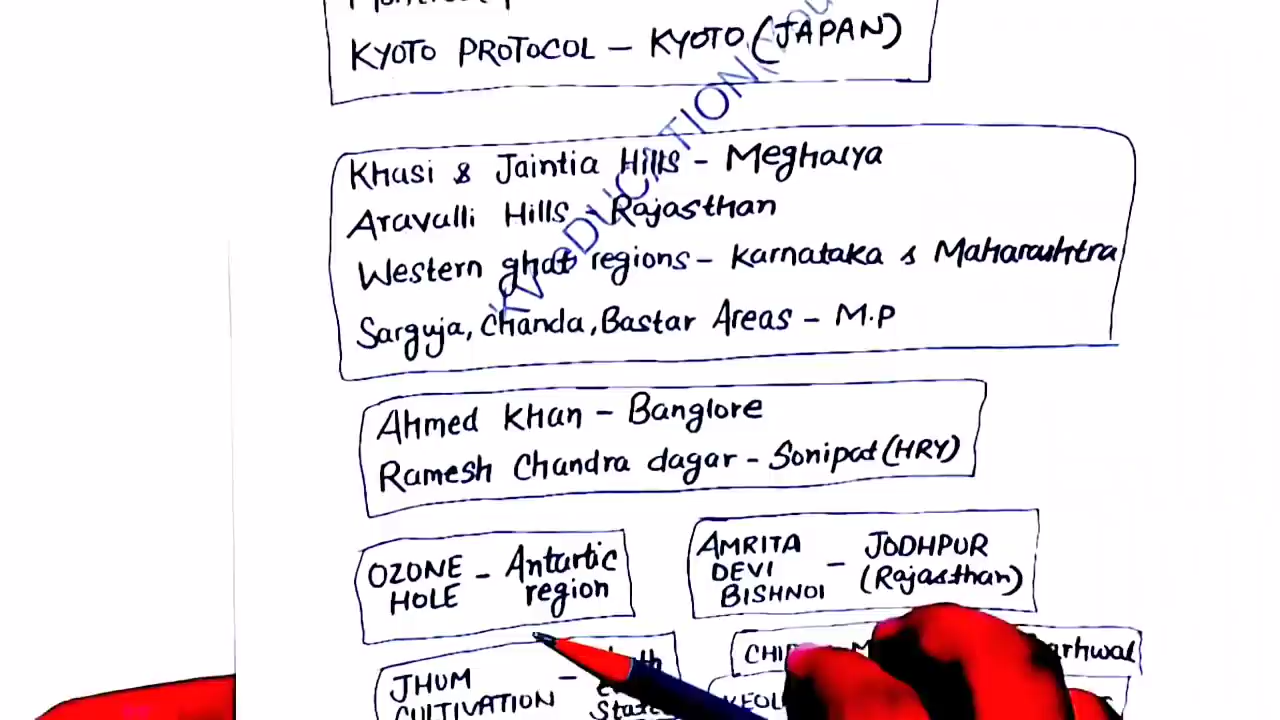 KYOTO PROTOCOL – KYOTO (JAPAN)
Khasi & Jaintia Hills - Meghalya
Aravalli Hills - Rajasthan
Western ghat regions - Karnataka & Maharashtra
Sarguja, Chanda, Bastar Areas - M.P
Ahmed Khan - Banglore
Ramesh Chandra dagar - Sonipat (HRY)
OZONE HOLE - Antartic region
AMRITA DEVI BISHNOI - JODHPUR (Rajasthan)
JHUM CULTIVATION -